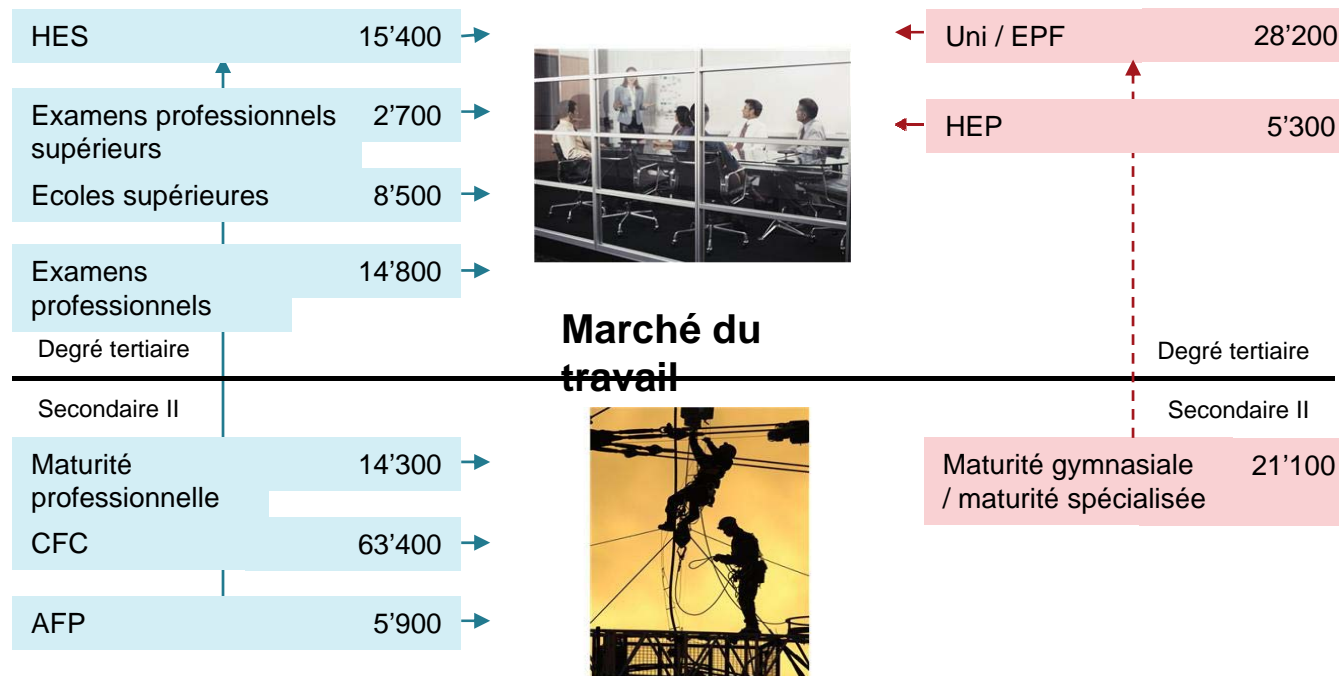 HES 15’400
Examens professionnels 2’700
supérieurs
Ecoles supérieures 8’500
Examens 14’800
professionnels
Degré tertiaire
Secondaire II
Maturité 14’300
professionnelle
CFC 63’400
AFP 5’900
Marché du
travail
Uni / EPF 28’200
HEP 5’300
Degré tertiaire
Secondaire II
Maturité gymnasiale 21’100
/ maturité spécialisée